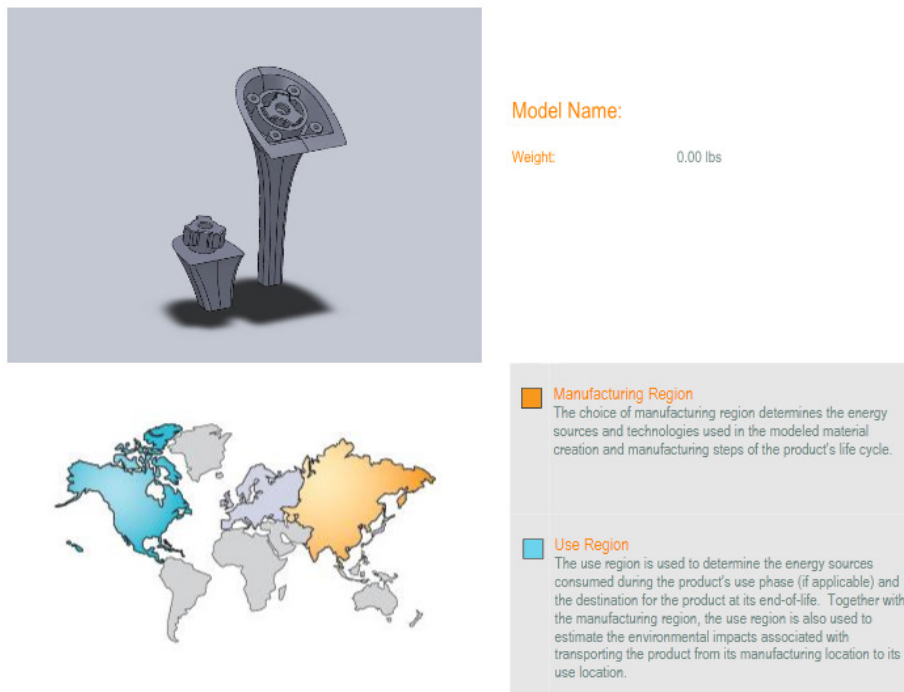 Model Name:
Weight: 0.00 lbs
Manufacturing Region
The choice of manufacturing region determines the energy
sources and technologies used in the modeled material
creation and manufacturing steps of the product's life cycle.
Use Region
The use region is used to determine the energy sources
consumed during the product's use phase (if applicable) and
the destination for the product at its end-of-life. Together with
the manufacturing region, the use region is also used to
estimate the environmental impacts associated with
transporting the product from its manufacturing location to its
use location.